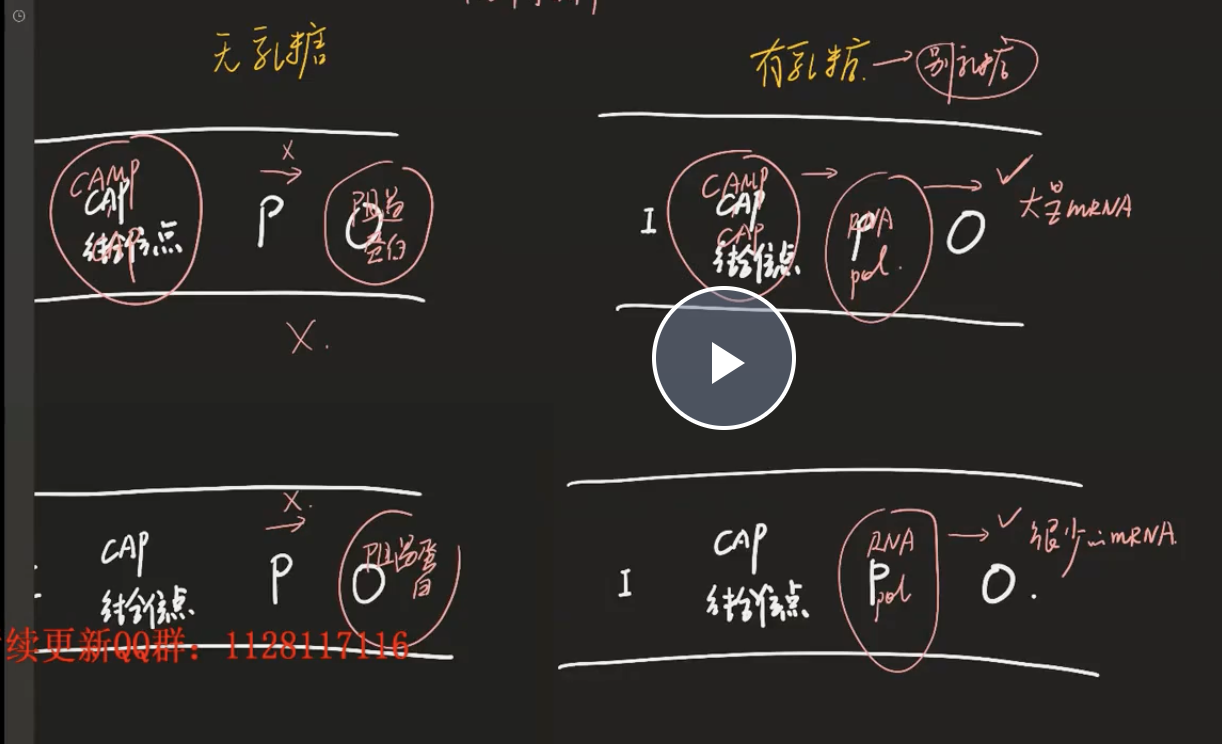 无乳糖
有乳糖 → 别乳糖
CAMP
CAP
CAP
结合位点
x
P
O
阻遏
蛋白
X.
I
CAMP
CAP
CAP
结合位点
P
RNA
pol.
O
大量mRNA
CAP
结合位点
x.
P
O
阻遏蛋
白
I
CAP
结合位点
RNA
P
pol
O.
很少的mRNA
续更新QQ群：1128117116